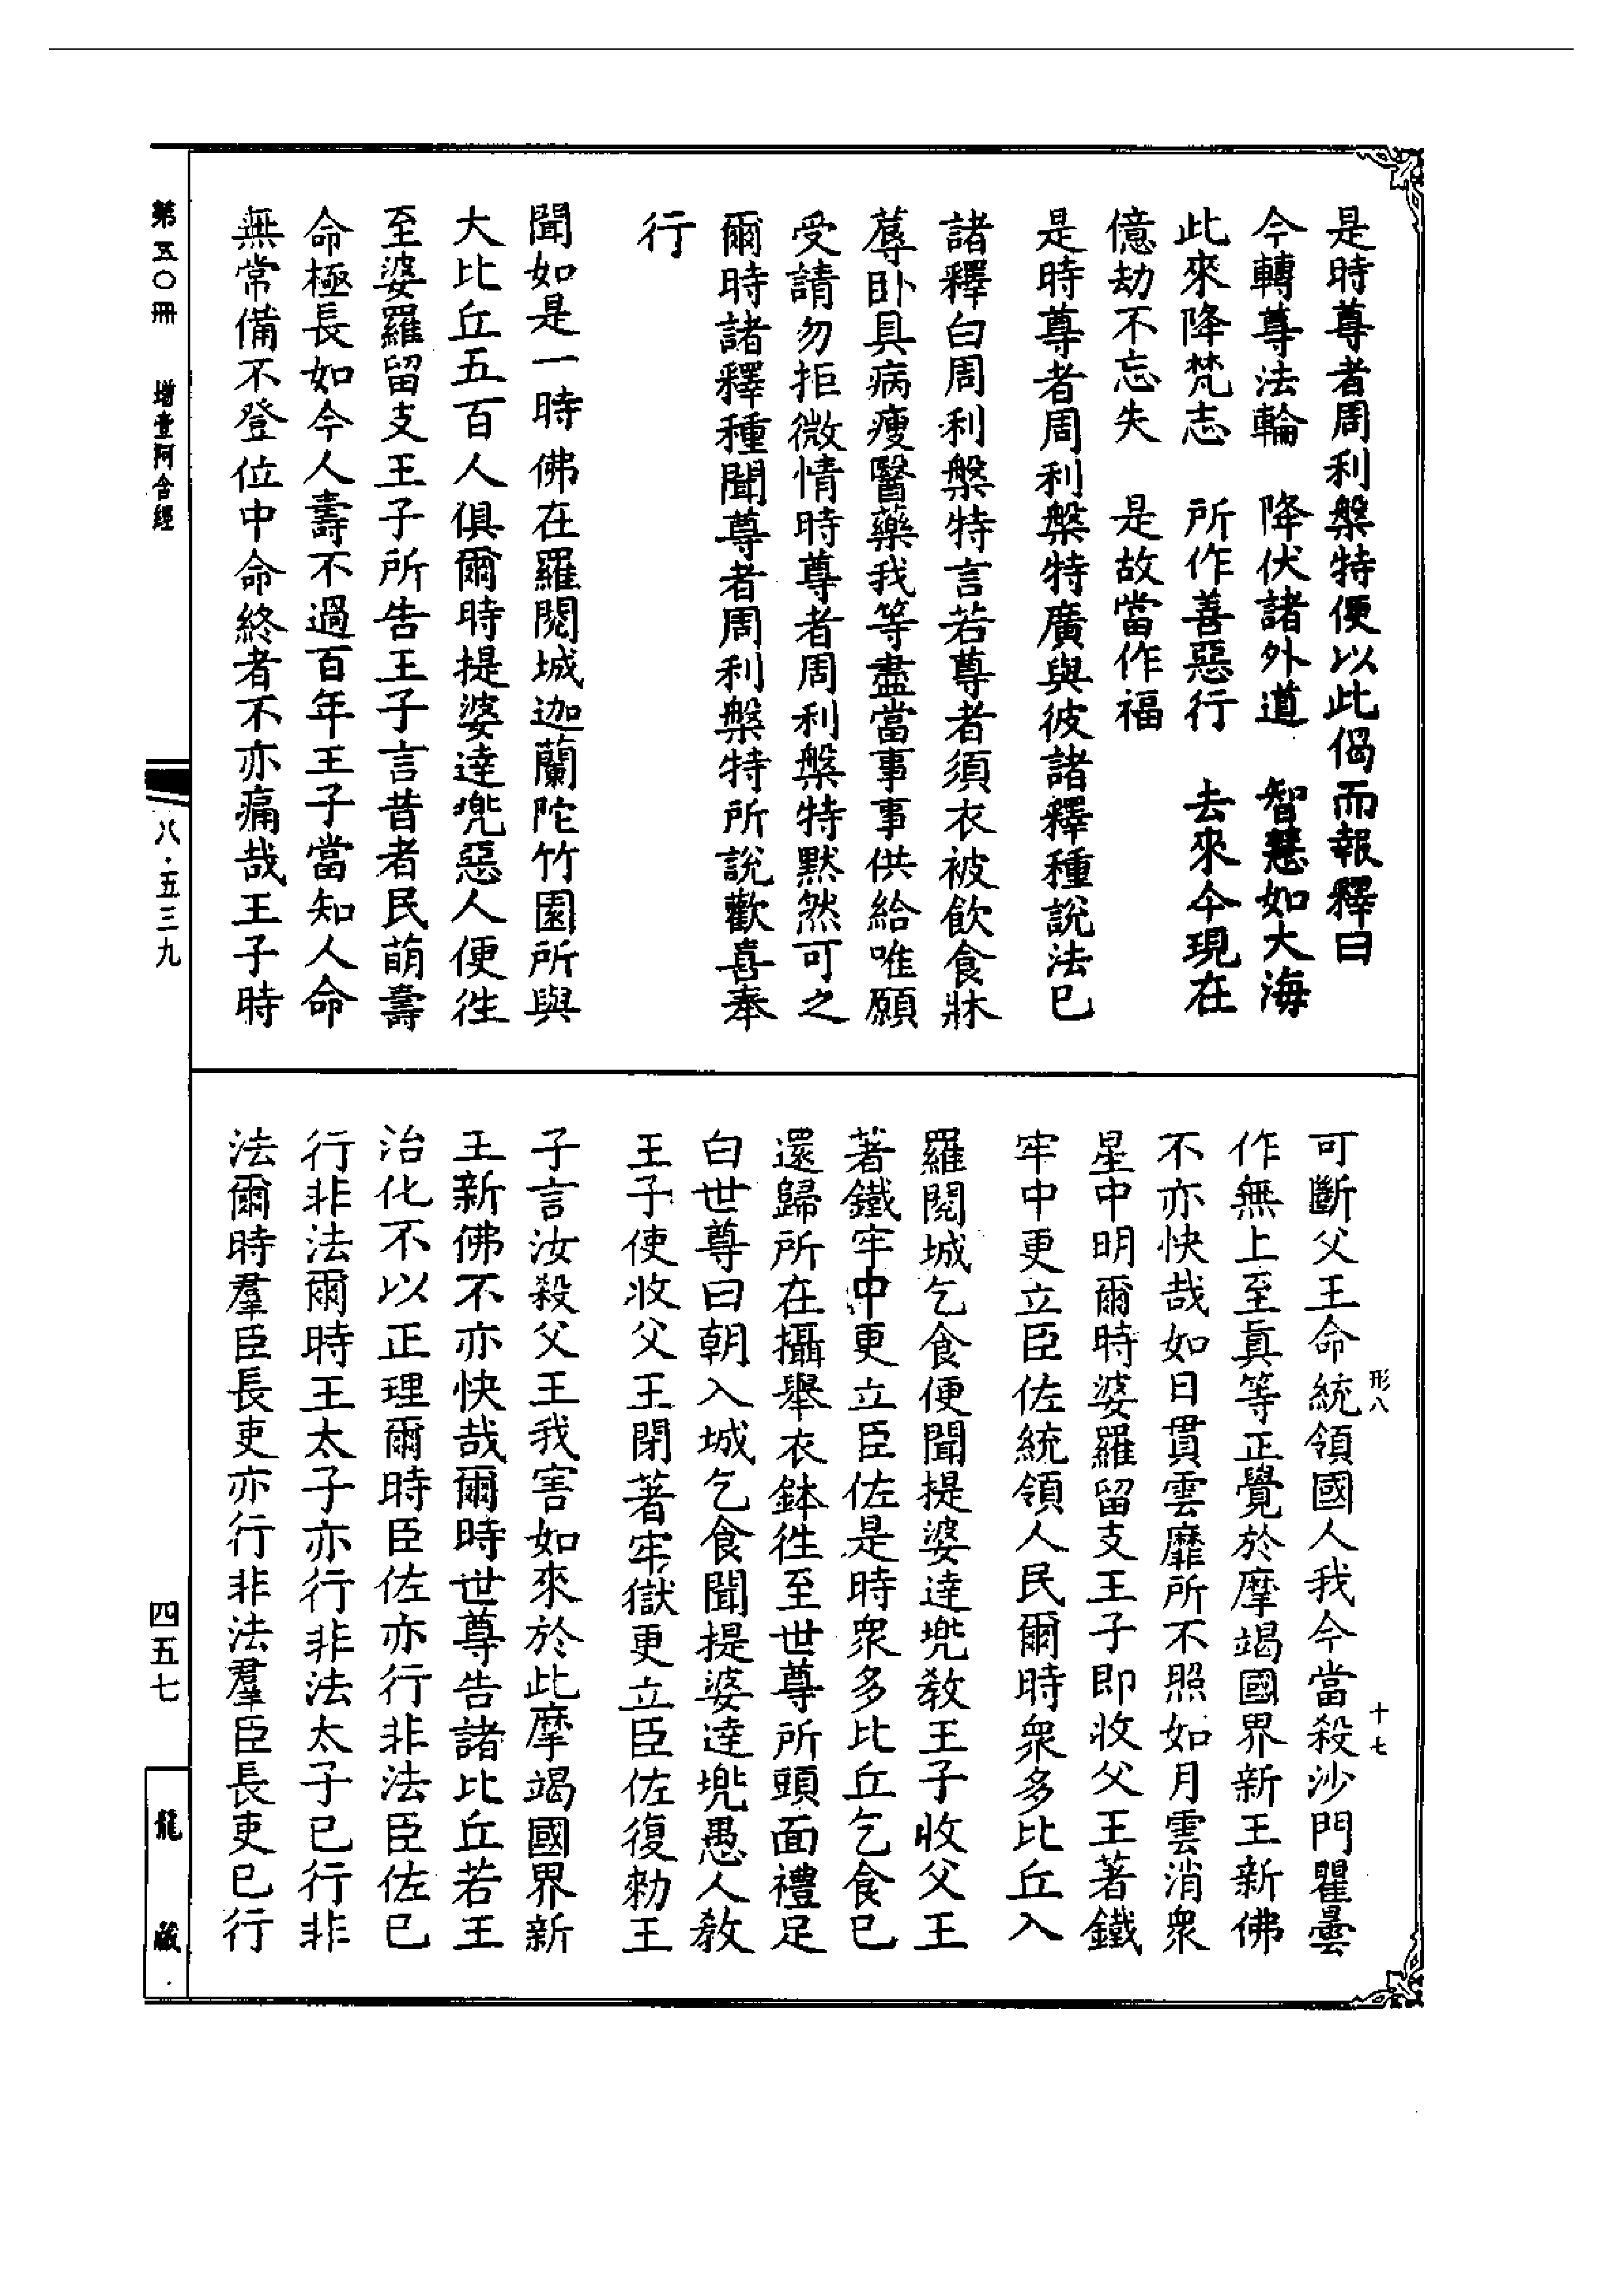 是時尊者周利槃特便以此偈而報釋曰
今轉尊法輪　降伏諸外道　智慧如大海
此來降梵志　所作善惡行　去來今現在
億劫不忘失　是故當作福
是時尊者周利槃特廣與彼諸釋種說法已
諸釋白周利槃特言若尊者須衣被飲食牀
蓐卧具病瘦醫藥我等盡當事事供給唯願
受請勿拒微情時尊者周利槃特默然可之
爾時諸釋種聞尊者周利槃特所說歡喜奉
行
聞如是一時佛在羅閱城迦蘭陀竹園所與
大比丘五百人俱爾時提婆達兜惡人便往
至婆羅留支王子所告王子言昔者民萌壽
命極長如今人壽不過百年王子當知人命
無常備不登位中命終者不亦痛哉王子時
可斷父王命統領國人我今當殺沙門瞿曇
作無上至真等正覺於摩竭國界新王新佛
不亦快哉如日貫雲靡所不照如月雲消衆
星中明爾時婆羅留支王子即收父王著鐵
牢中更立臣佐統領人民爾時衆多比丘入
羅閱城乞食便聞提婆達兜教王子收父王
著鐵牢中更立臣佐是時衆多比丘乞食已
還歸所在攝舉衣鉢往至世尊所頭面禮足
白世尊曰朝入城乞食聞提婆達兜愚人教
王子使收父王閉著牢獄更立臣佐復勑王
子言汝殺父王我害如來於此摩竭國界新
王新佛不亦快哉爾時世尊告諸比丘若王
治化不以正理爾時臣佐亦行非法臣佐已
行非法爾時王太子亦行非法太子已行非
法爾時羣臣長吏亦行非法羣臣長吏已行
形八
十七
第五〇冊　增壹阿含經
八·五三九
四五七
龍藏